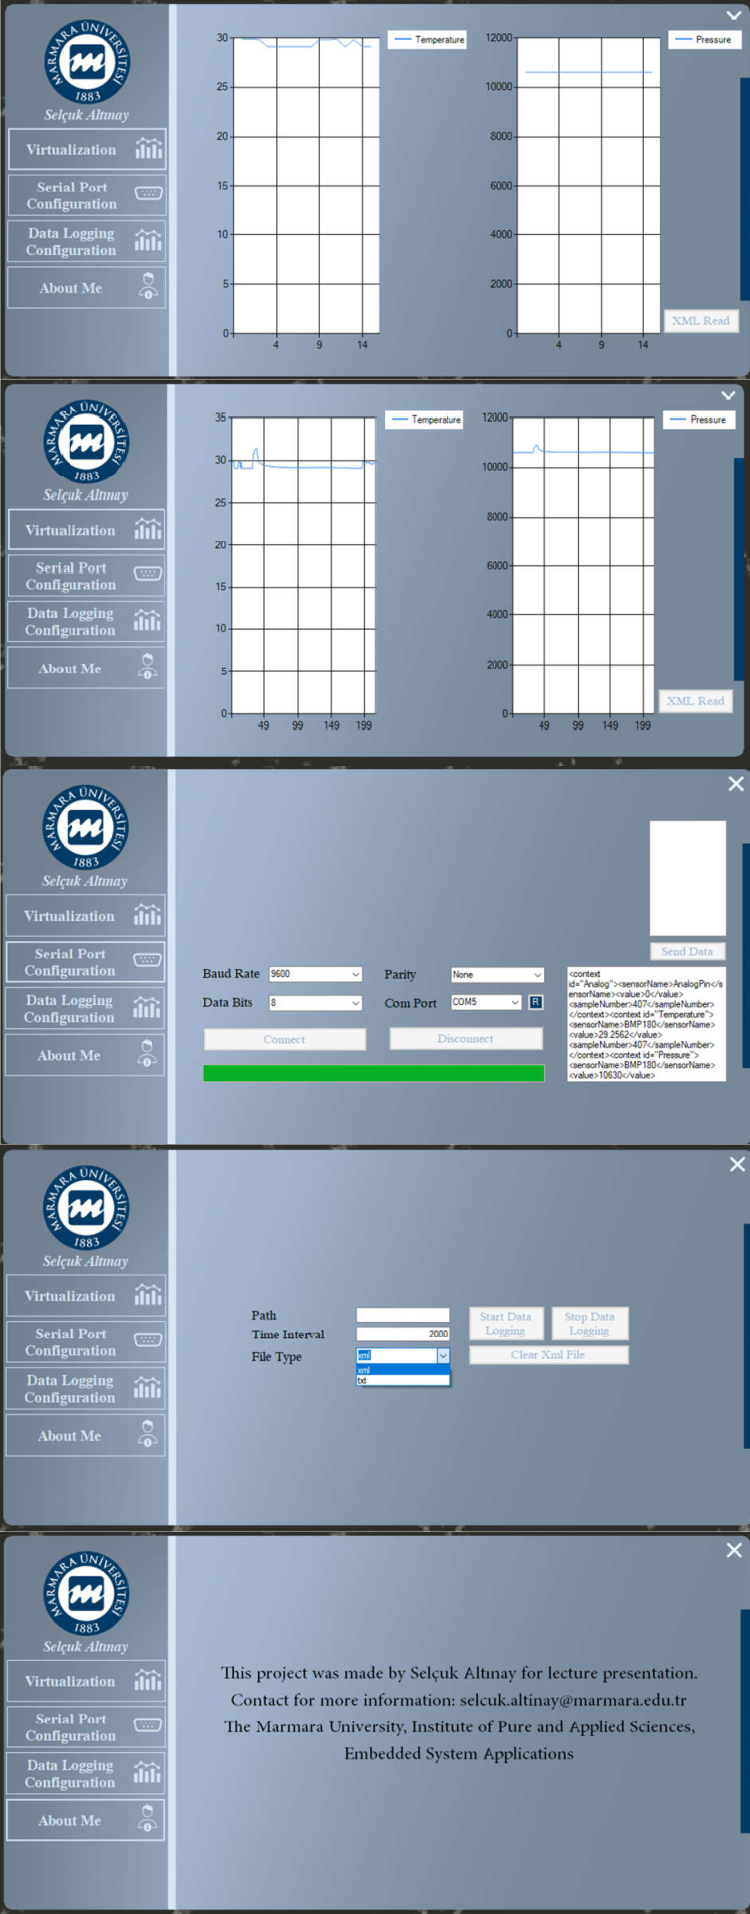 MARMARA ÜNİVERSİTESİ
1883
Selçuk Altınay
Virtualization
Serial Port
Configuration
Data Logging
Configuration
About Me
30
25
20
15
10
5
0
4
9
14
Temperature
12000
10000
8000
6000
4000
2000
0
4
9
14
Pressure
XML Read
MARMARA ÜNİVERSİTESİ
1883
Selçuk Altınay
Virtualization
Serial Port
Configuration
Data Logging
Configuration
About Me
35
30
25
20
15
10
5
0
49
99
149
199
Temperature
12000
10000
8000
6000
4000
2000
0
49
99
149
199
Pressure
XML Read
MARMARA ÜNİVERSİTESİ
1883
Selçuk Altınay
Virtualization
Serial Port
Configuration
Data Logging
Configuration
About Me
Baud Rate 9600
Parity None
Data Bits 8
Com Port COM5 R
Connect
Disconnect
Send Data
<context
id="Analog"><sensorName>AnalogPin</s
ensorName><value>0</value>
<sampleNumber>407</sampleNumber>
</context><context id="Temperature">
<sensorName>BMP180</sensorName>
<value>29.2562</value>
<sampleNumber>407</sampleNumber>
</context><context id="Pressure">
<sensorName>BMP180</sensorName>
<value>10630</value>
MARMARA ÜNİVERSİTESİ
1883
Selçuk Altınay
Virtualization
Serial Port
Configuration
Data Logging
Configuration
About Me
Path
Time Interval 2000
File Type xml
xml
txt
Start Data
Logging
Stop Data
Logging
Clear Xml File
MARMARA ÜNİVERSİTESİ
1883
Selçuk Altınay
Virtualization
Serial Port
Configuration
Data Logging
Configuration
About Me
This project was made by Selçuk Altınay for lecture presentation.
Contact for more information: selcuk.altinay@marmara.edu.tr
The Marmara University, Institute of Pure and Applied Sciences,
Embedded System Applications